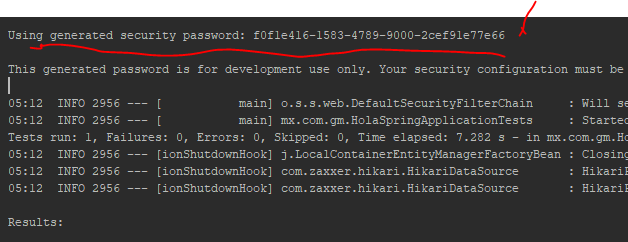 Using generated security password: f0f1e416-1583-4789-9000-2cef91e77e66
This generated password is for development use only. Your security configuration must be
05:12  INFO 2956 --- [           main] o.s.s.web.DefaultSecurityFilterChain     : Will se
05:12  INFO 2956 --- [           main] mx.com.gm.HolaSpringApplicationTests     : Started
Tests run: 1, Failures: 0, Errors: 0, Skipped: 0, Time elapsed: 7.282 s - in mx.com.gm.Ho
05:12  INFO 2956 --- [ionShutdownHook] j.LocalContainerEntityManagerFactoryBean : Closing
05:12  INFO 2956 --- [ionShutdownHook] com.zaxxer.hikari.HikariDataSource       : HikariP
05:12  INFO 2956 --- [ionShutdownHook] com.zaxxer.hikari.HikariDataSource       : HikariP
Results: